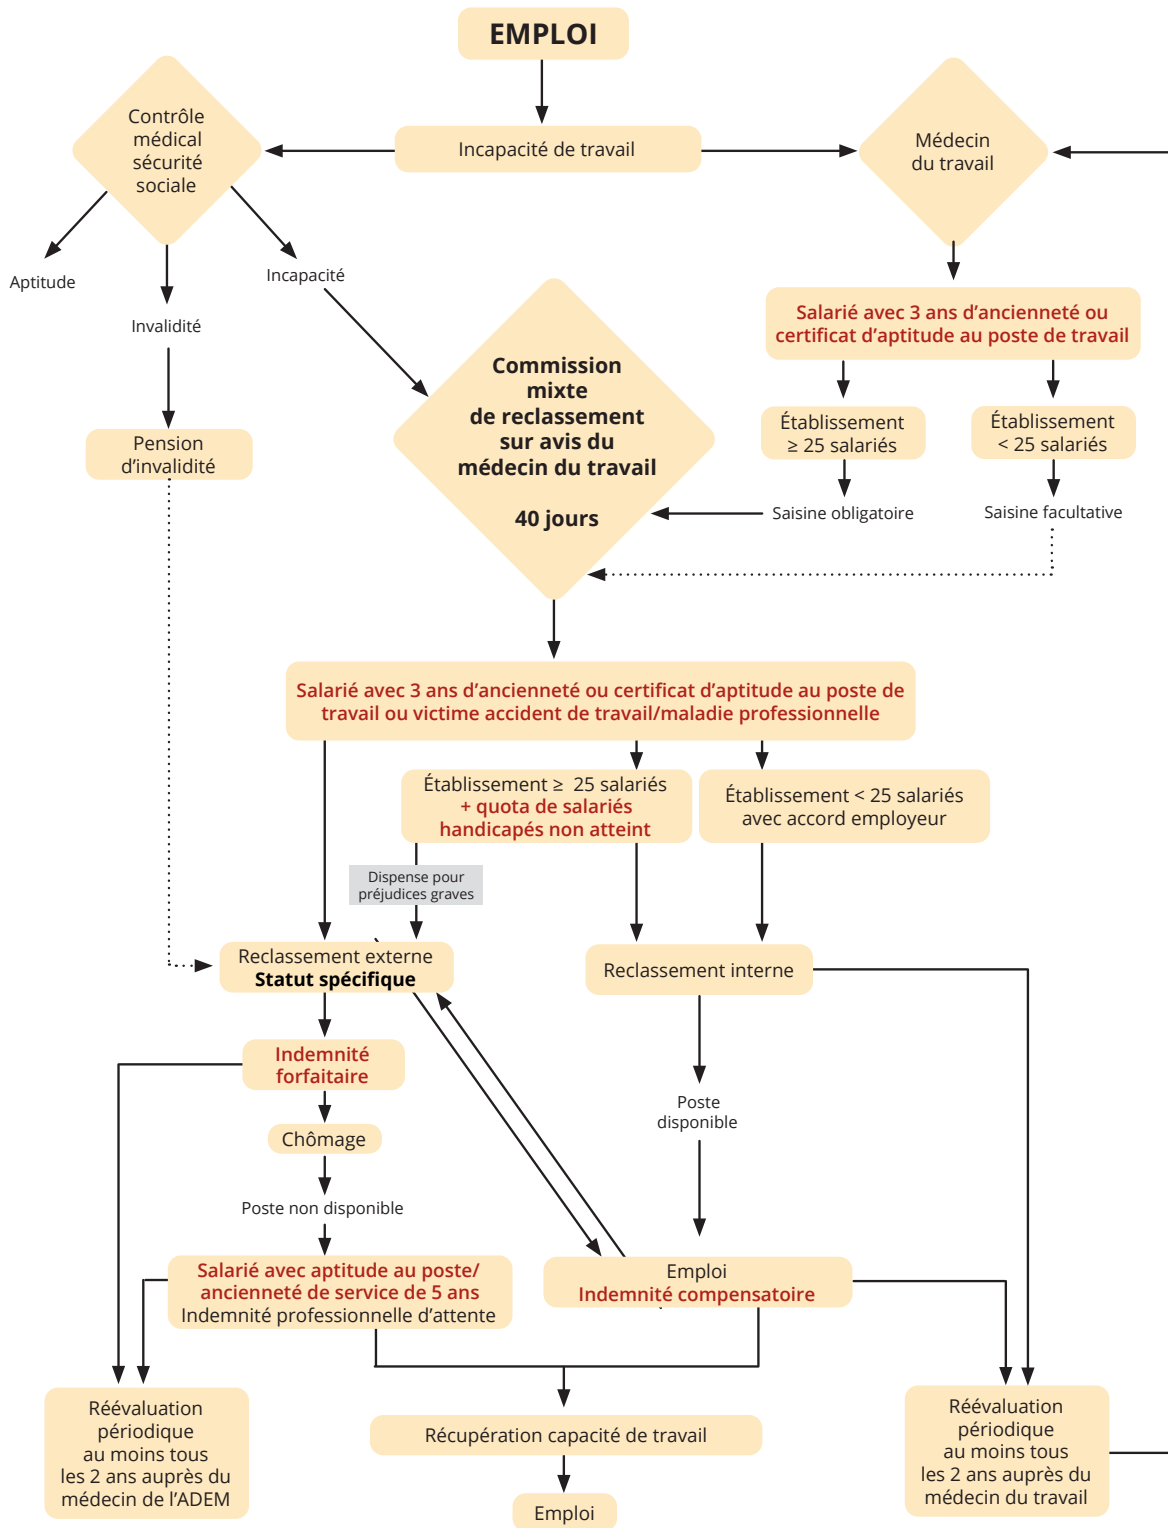 EMPLOI
Contrôle
médical
sécurité
sociale
Incapacité de travail
Médecin
du travail
Aptitude
Incapacité
Invalidité
Salarié avec 3 ans d’ancienneté ou
certificat d’aptitude au poste de travail
Commission
mixte
de reclassement
sur avis du
médecin du travail
40 jours
Établissement
≥ 25 salariés
Établissement
< 25 salariés
Pension
d’invalidité
Saisine obligatoire
Saisine facultative
Salarié avec 3 ans d’ancienneté ou certificat d’aptitude au poste de
travail ou victime accident de travail/maladie professionnelle
Établissement ≥ 25 salariés
+ quota de salariés
handicapés non atteint
Établissement < 25 salariés
avec accord employeur
Dispense pour
préjudices graves
Reclassement externe
Statut spécifique
Reclassement interne
Indemnité
forfaitaire
Poste
disponible
Chômage
Poste non disponible
Salarié avec aptitude au poste/
ancienneté de service de 5 ans
Indemnité professionnelle d’attente
Emploi
Indemnité compensatoire
Réévaluation
périodique
au moins tous
les 2 ans auprès du
médecin de l’ADEM
Récupération capacité de travail
Réévaluation
périodique
au moins tous
les 2 ans auprès du
médecin du travail
Emploi